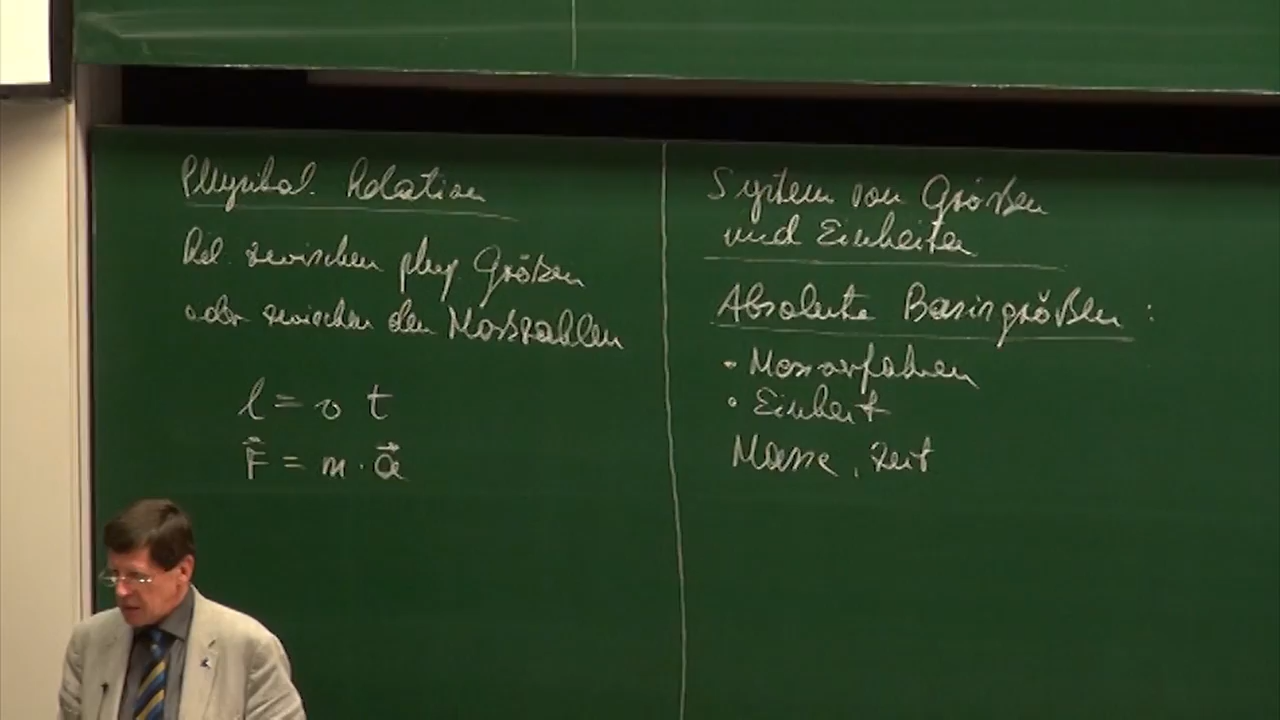 Physikal. Relation
Rel. zwischen phys. Größen
oder zwischen den Masszahlen
l = v t
F⃗ = m · a⃗
System von Größen
und Einheiten
Absolute Basisgrößen :
• Messverfahren
• Einheit
Masse, Zeit